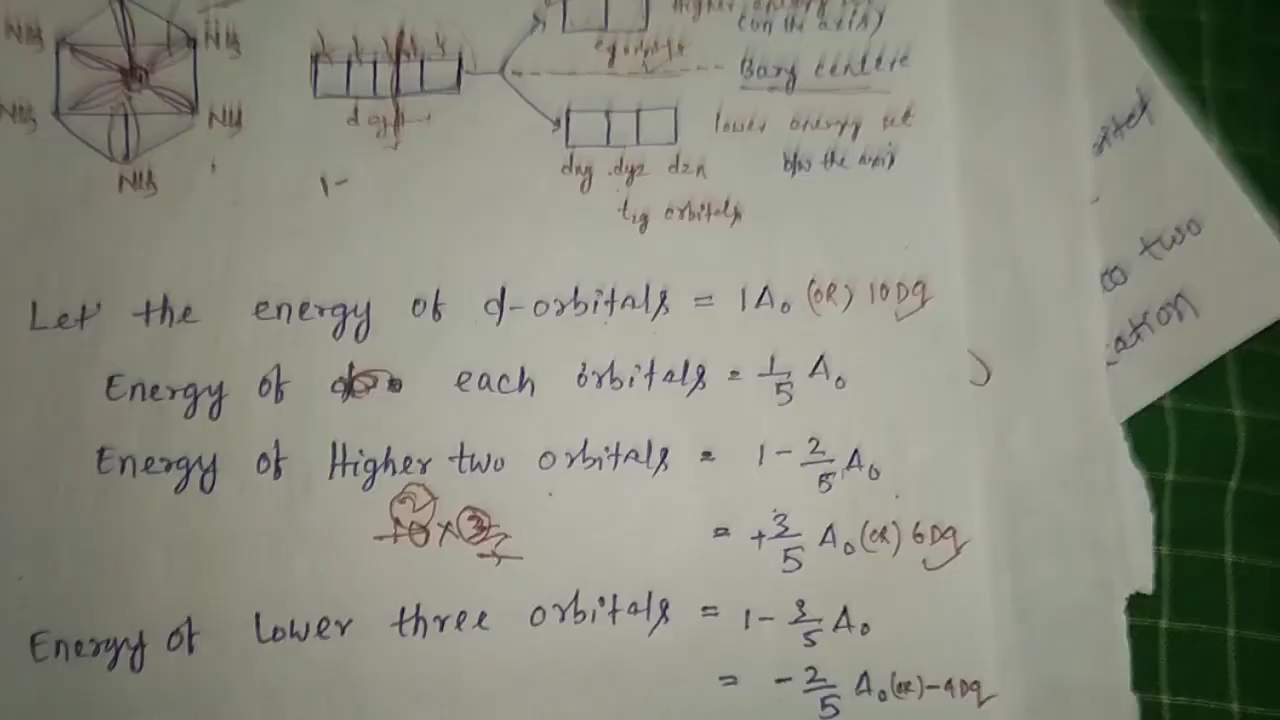 NH₃ NH₃
(on the axis)
eg orbitals
Bary centre
NH₃ NH₃
lower energy set
b/w the axis
NH₃
dxy dyz dzx
t₂g orbitals
Let the energy of d-orbitals = 1Δ₀ (OR) 10Dq
Energy of each orbitals = 1/5 Δ₀
Energy of Higher two orbitals = 1 - 2/5 Δ₀
= +3/5 Δ₀ (OR) 6Dq
Energy of Lower three orbitals = 1 - 3/5 Δ₀
= - 2/5 Δ₀ (OR) -4Dq
two